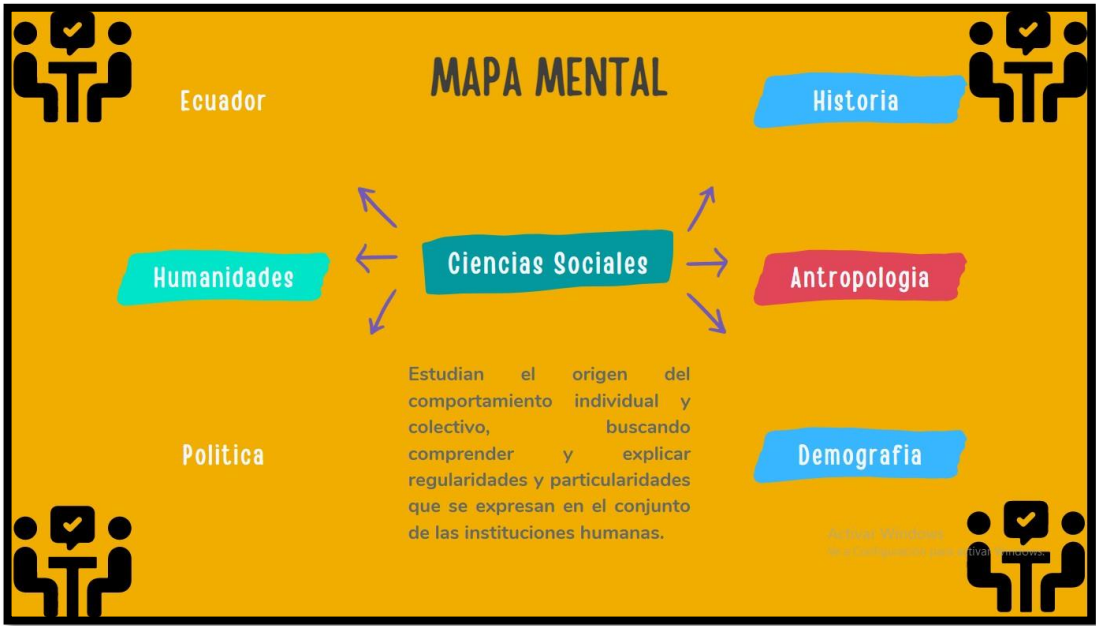 MAPA MENTAL
Ecuador
Historia
Ciencias Sociales
Humanidades
Antropologia
Estudian el origen del
comportamiento individual y
colectivo, buscando
comprender y explicar
regularidades y particularidades
que se expresan en el conjunto
de las instituciones humanas.
Politica
Demografia
Activar Windows